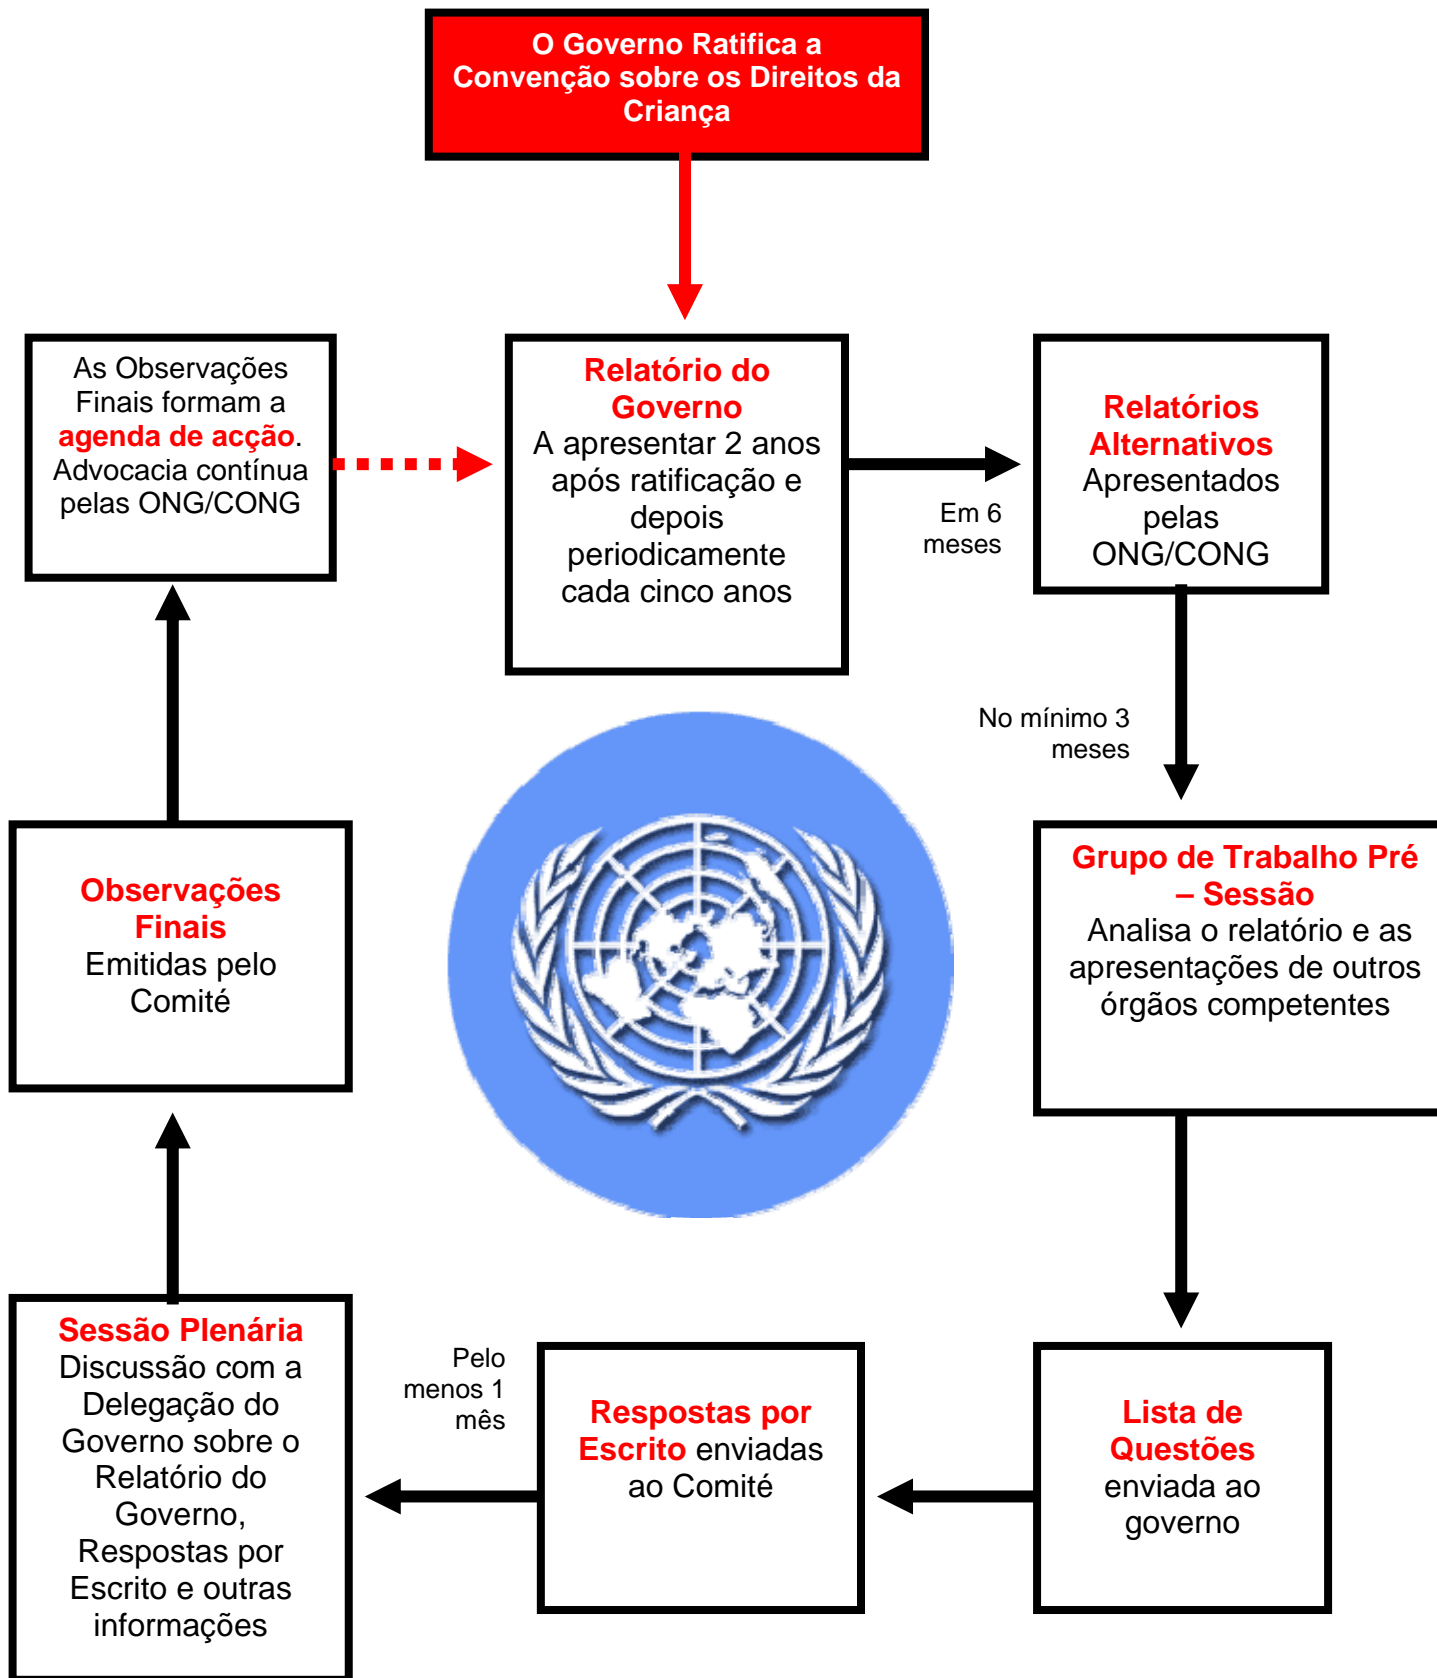 O Governo Ratifica a
Convenção sobre os Direitos da
Criança
As Observações
Finais formam a
agenda de acção.
Advocacia contínua
pelas ONG/CONG
Relatório do
Governo
A apresentar 2 anos
após ratificação e
depois
periodicamente
cada cinco anos
Em 6
meses
Relatórios
Alternativos
Apresentados
pelas
ONG/CONG
No mínimo 3
meses
Grupo de Trabalho Pré
– Sessão
Analisa o relatório e as
apresentações de outros
órgãos competentes
Lista de
Questões
enviada ao
governo
Respostas por
Escrito enviadas
ao Comité
Pelo
menos 1
mês
Sessão Plenária
Discussão com a
Delegação do
Governo sobre o
Relatório do
Governo,
Respostas por
Escrito e outras
informações
Observações
Finais
Emitidas pelo
Comité